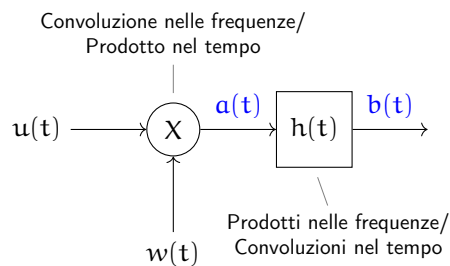 Convoluzione nelle frequenze/
Prodotto nel tempo
a(t)
b(t)
u(t)
X
h(t)
Prodotti nelle frequenze/
Convoluzioni nel tempo
w(t)